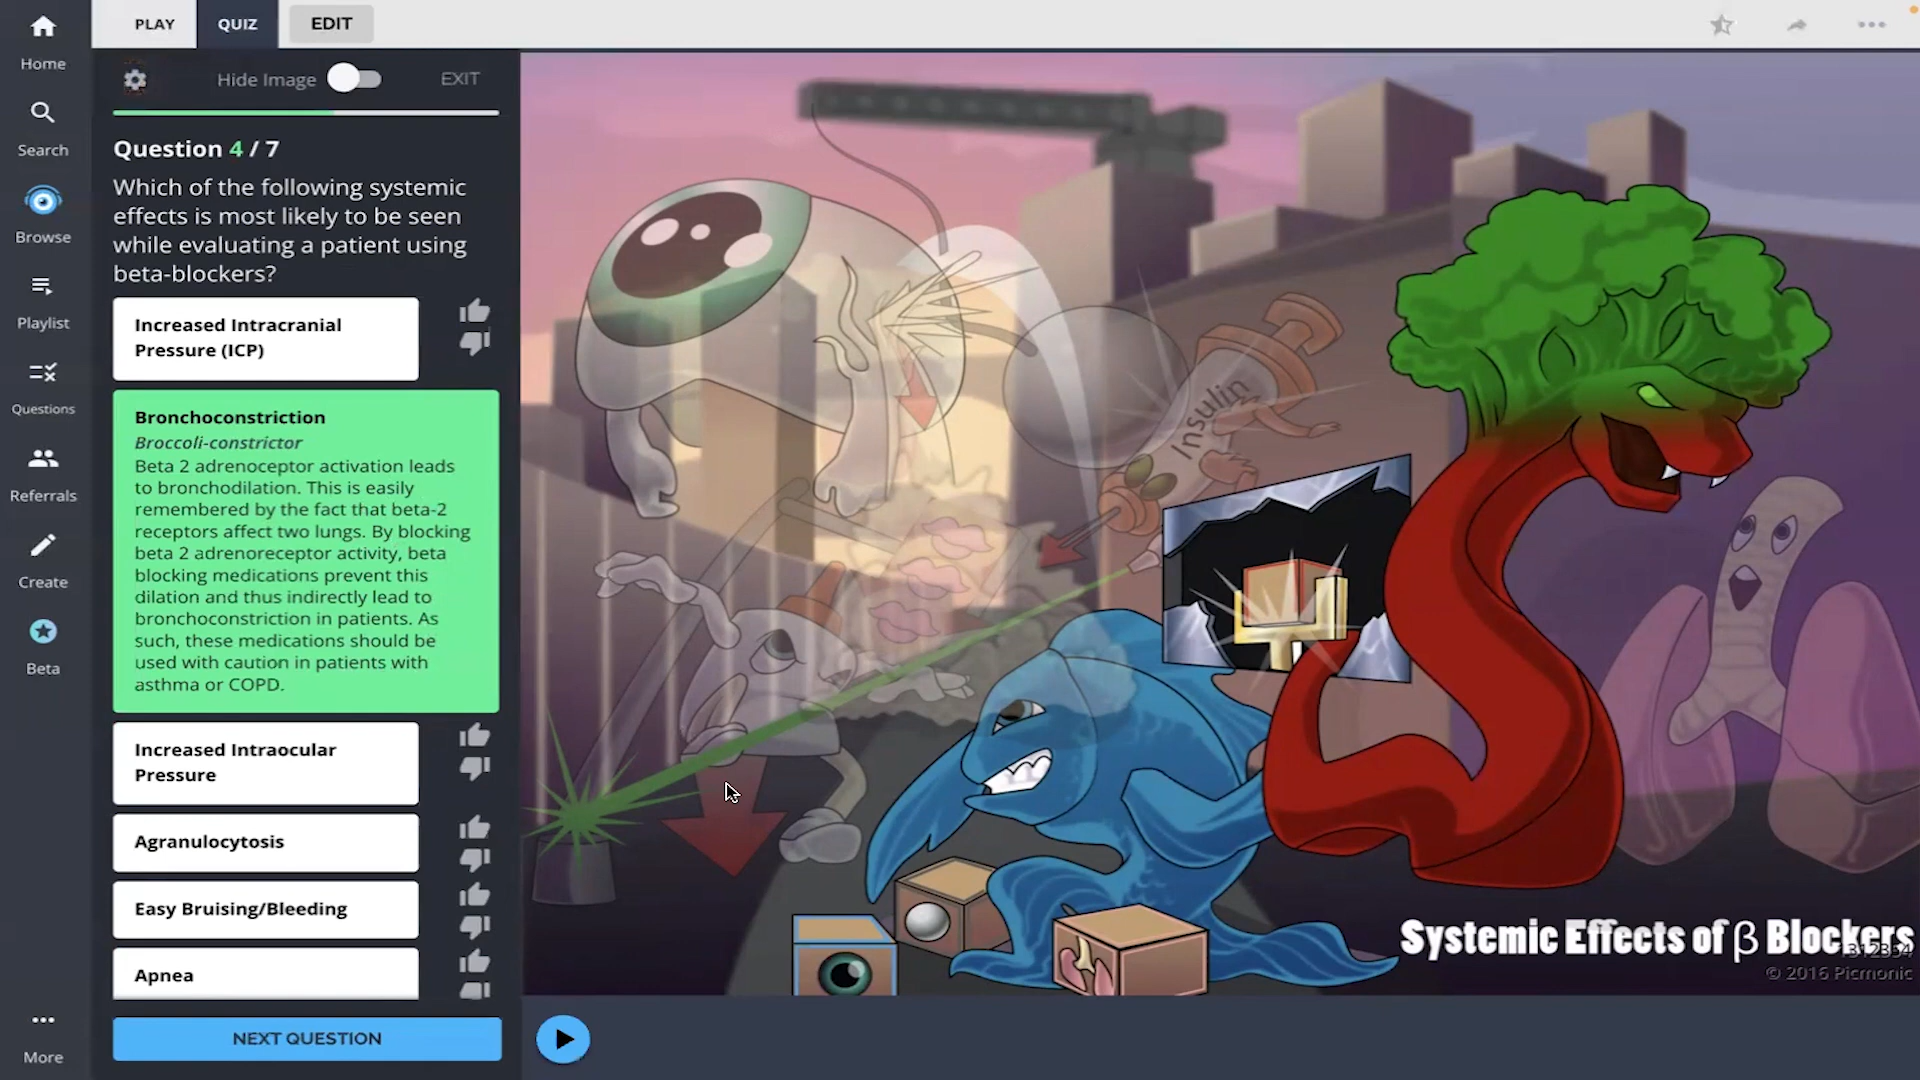 PLAY
QUIZ
EDIT
Home
Search
Browse
Playlist
Questions
Referrals
Create
Beta
More
Hide Image
EXIT
Question 4 / 7
Which of the following systemic
effects is most likely to be seen
while evaluating a patient using
beta-blockers?
Increased Intracranial
Pressure (ICP)
Bronchoconstriction
Broccoli-constrictor
Beta 2 adrenoceptor activation leads
to bronchodilation. This is easily
remembered by the fact that beta-2
receptors affect two lungs. By blocking
beta 2 adrenoreceptor activity, beta
blocking medications prevent this
dilation and thus indirectly lead to
bronchoconstriction in patients. As
such, these medications should be
used with caution in patients with
asthma or COPD.
Increased Intraocular
Pressure
Agranulocytosis
Easy Bruising/Bleeding
Apnea
NEXT QUESTION
Insulin
Systemic Effects of β Blockers
© 2016 Picmonic